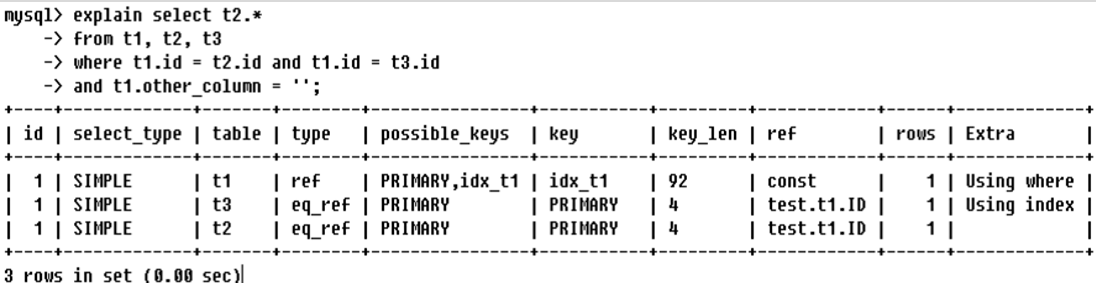 mysql> explain select t2.*
    -> from t1, t2, t3
    -> where t1.id = t2.id and t1.id = t3.id
    -> and t1.other_column = '';
+----+-------------+-------+--------+----------------+---------+---------+------------+------+-------------+
| id | select_type | table | type   | possible_keys  | key     | key_len | ref        | rows | Extra       |
+----+-------------+-------+--------+----------------+---------+---------+------------+------+-------------+
|  1 | SIMPLE      | t1    | ref    | PRIMARY,idx_t1 | idx_t1  | 92      | const      |    1 | Using where |
|  1 | SIMPLE      | t3    | eq_ref | PRIMARY        | PRIMARY | 4       | test.t1.ID |    1 | Using index |
|  1 | SIMPLE      | t2    | eq_ref | PRIMARY        | PRIMARY | 4       | test.t1.ID |    1 |             |
+----+-------------+-------+--------+----------------+---------+---------+------------+------+-------------+
3 rows in set (0.00 sec)